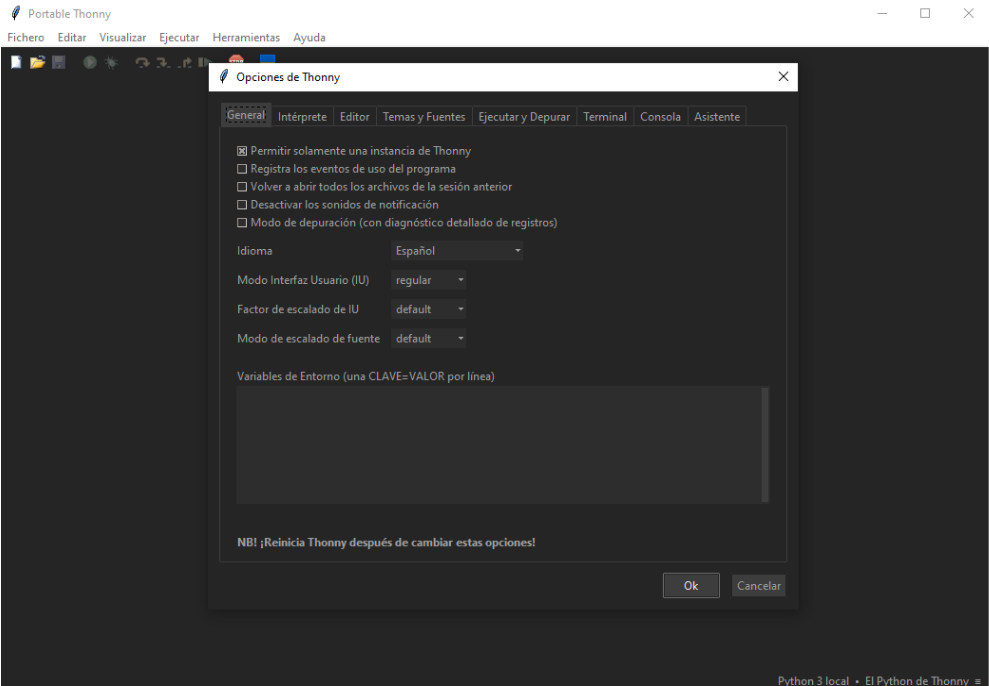 Portable Thonny
Fichero Editar Visualizar Ejecutar Herramientas Ayuda
STOP
Opciones de Thonny
General Intérprete Editor Temas y Fuentes Ejecutar y Depurar Terminal Consola Asistente
Permitir solamente una instancia de Thonny
Registra los eventos de uso del programa
Volver a abrir todos los archivos de la sesión anterior
Desactivar los sonidos de notificación
Modo de depuración (con diagnóstico detallado de registros)
Idioma Español
Modo Interfaz Usuario (IU) regular
Factor de escalado de IU default
Modo de escalado de fuente default
Variables de Entorno (una CLAVE=VALOR por línea)
NB! ¡Reinicia Thonny después de cambiar estas opciones!
Ok Cancelar
Python 3 local • El Python de Thonny ≡